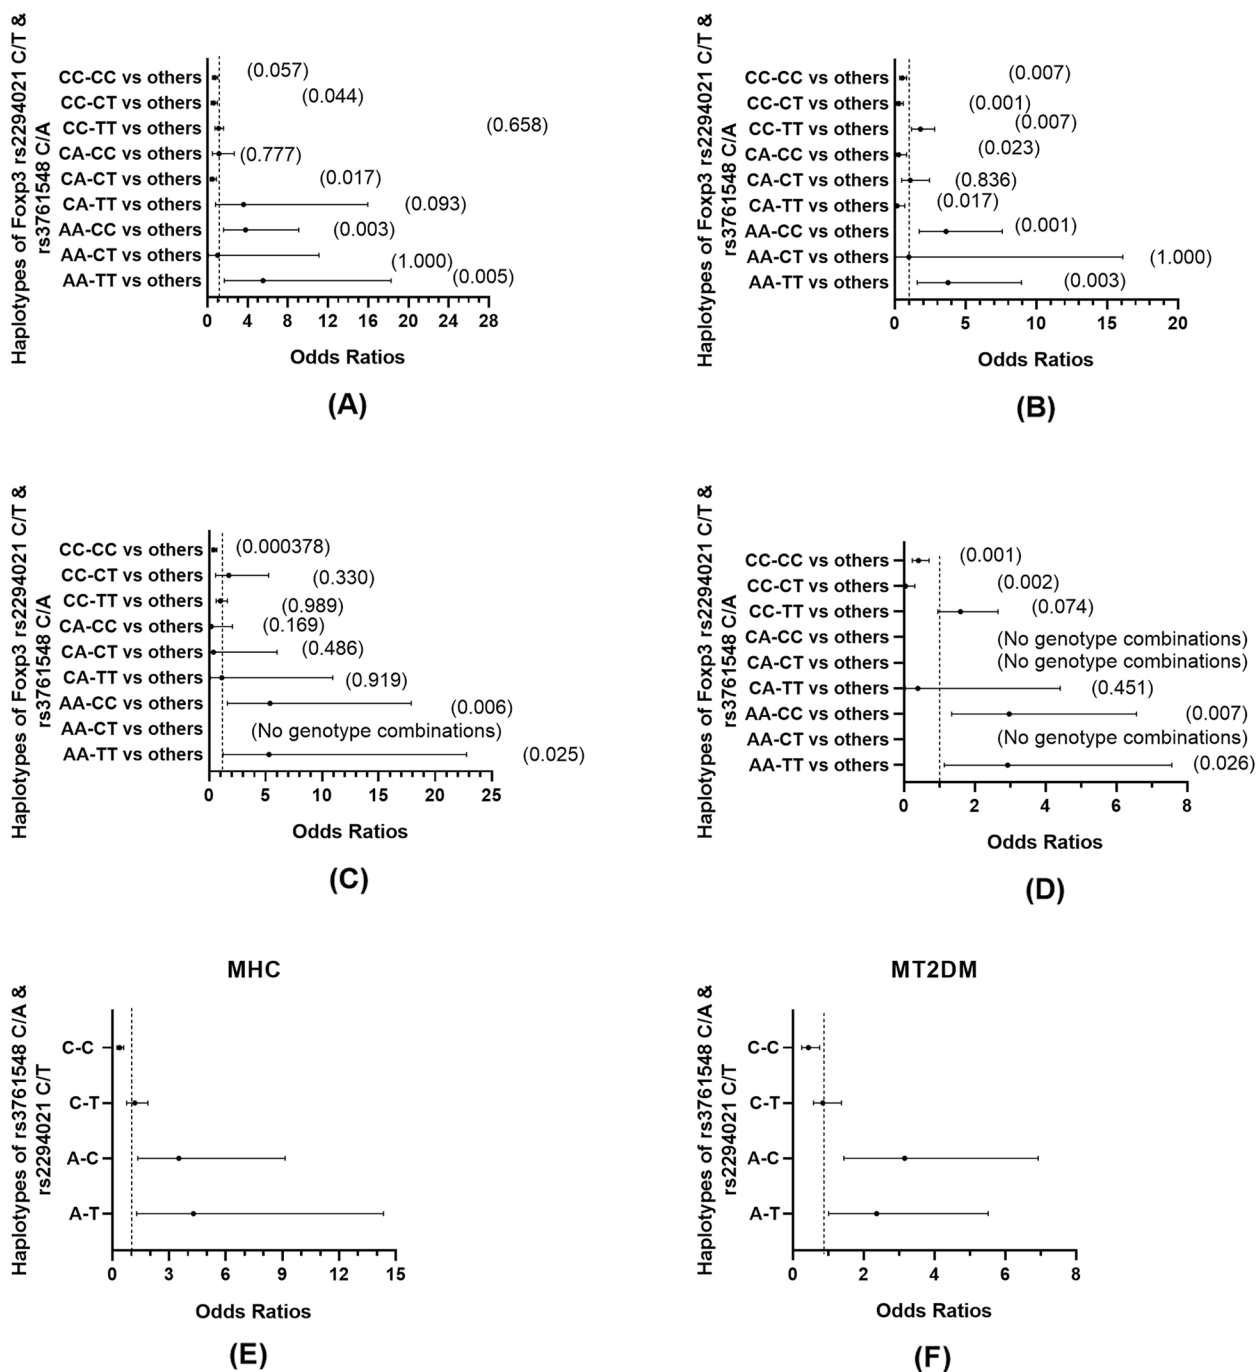 Haplotypes of Foxp3 rs2294021 C/T &
rs3761548 C/A
CC-CC vs others (0.057)
CC-CT vs others (0.044)
CC-TT vs others (0.658)
CA-CC vs others (0.777)
CA-CT vs others (0.017)
CA-TT vs others (0.093)
AA-CC vs others (0.003)
AA-CT vs others (1.000)
AA-TT vs others (0.005)
0 4 8 12 16 20 24 28
Odds Ratios
(A)
Haplotypes of Foxp3 rs2294021 C/T &
rs3761548 C/A
CC-CC vs others (0.007)
CC-CT vs others (0.001)
CC-TT vs others (0.007)
CA-CC vs others (0.023)
CA-CT vs others (0.836)
CA-TT vs others (0.017)
AA-CC vs others (0.001)
AA-CT vs others (1.000)
AA-TT vs others (0.003)
0 5 10 15 20
Odds Ratios
(B)
Haplotypes of Foxp3 rs2294021 C/T &
rs3761548 C/A
CC-CC vs others (0.000378)
CC-CT vs others (0.330)
CC-TT vs others (0.989)
CA-CC vs others (0.169)
CA-CT vs others (0.486)
CA-TT vs others (0.919)
AA-CC vs others (0.006)
AA-CT vs others (No genotype combinations)
AA-TT vs others (0.025)
0 5 10 15 20 25
Odds Ratios
(C)
Haplotypes of Foxp3 rs2294021 C/T &
rs3761548 C/A
CC-CC vs others (0.001)
CC-CT vs others (0.002)
CC-TT vs others (0.074)
CA-CC vs others (No genotype combinations)
CA-CT vs others (No genotype combinations)
CA-TT vs others (0.451)
AA-CC vs others (0.007)
AA-CT vs others (No genotype combinations)
AA-TT vs others (0.026)
0 2 4 6 8
Odds Ratios
(D)
MHC
Haplotypes of rs3761548 C/A &
rs2294021 C/T
C-C
C-T
A-C
A-T
0 3 6 9 12 15
Odds Ratios
(E)
MT2DM
Haplotypes of rs3761548 C/A &
rs2294021 C/T
C-C
C-T
A-C
A-T
0 2 4 6 8
Odds Ratios
(F)